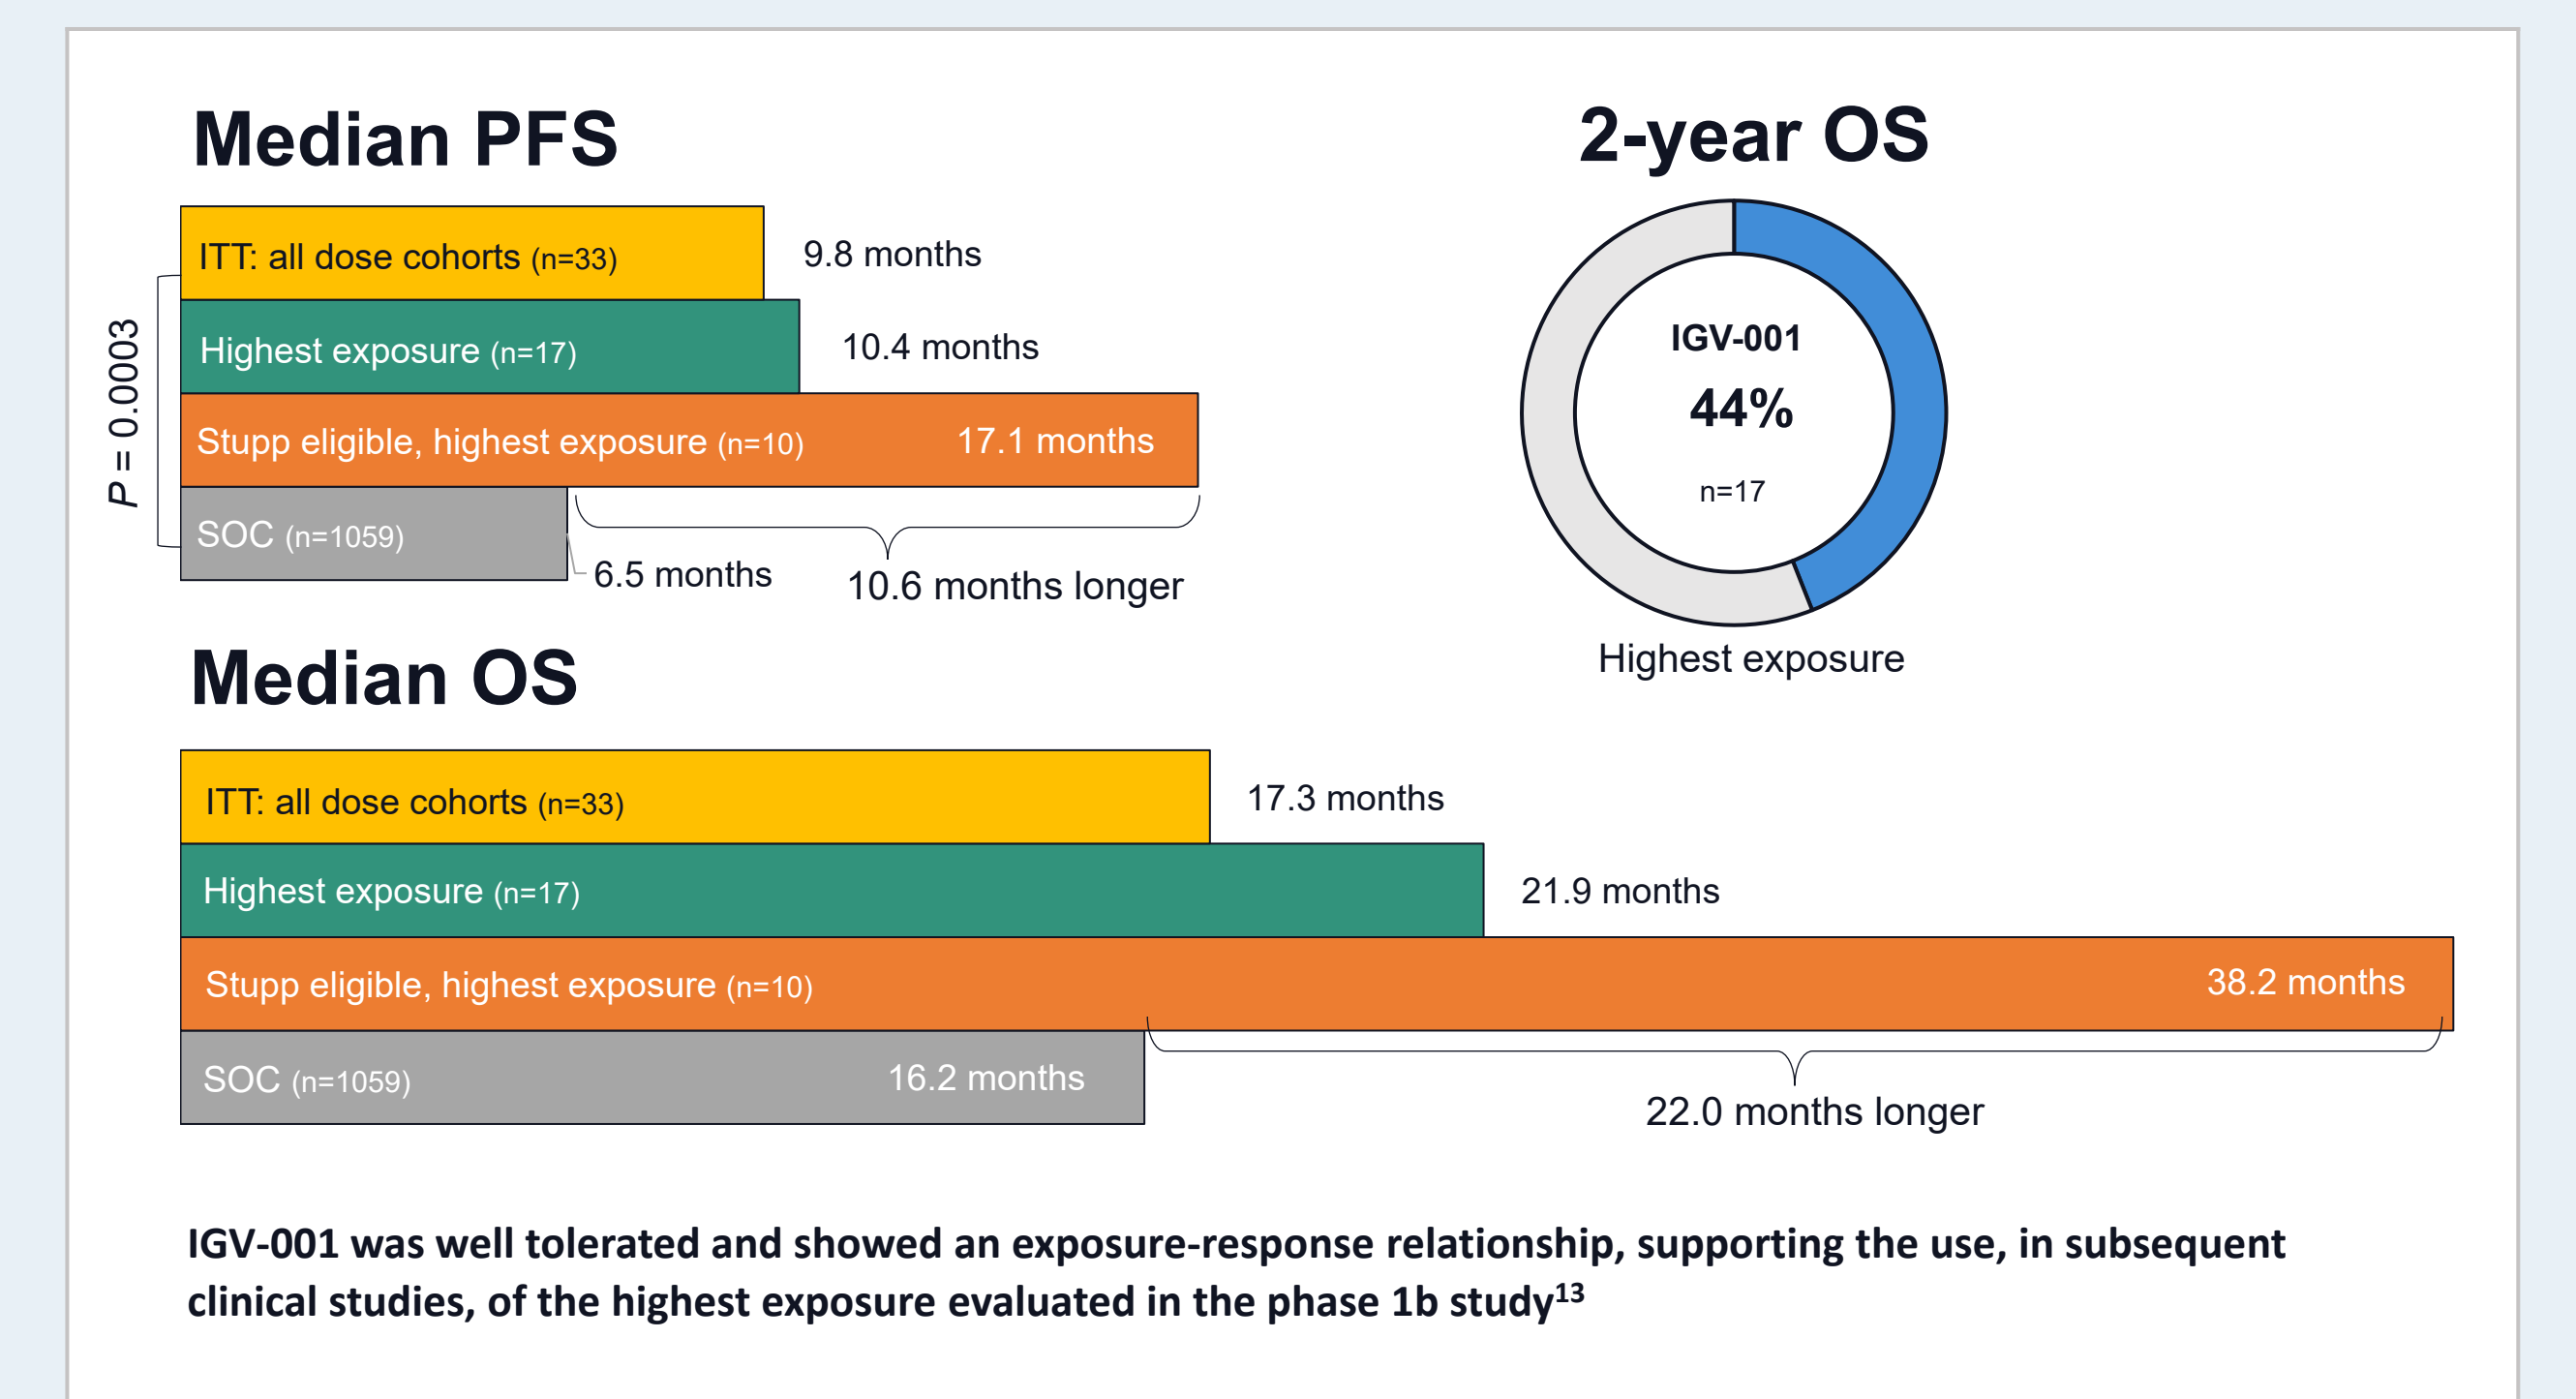 Median PFS
ITT: all dose cohorts (n=33)
9.8 months
Highest exposure (n=17)
10.4 months
Stupp eligible, highest exposure (n=10)
17.1 months
SOC (n=1059)
6.5 months
10.6 months longer
P = 0.0003
2-year OS
IGV-001
44%
n=17
Highest exposure
Median OS
ITT: all dose cohorts (n=33)
17.3 months
Highest exposure (n=17)
21.9 months
Stupp eligible, highest exposure (n=10)
38.2 months
SOC (n=1059)
16.2 months
22.0 months longer
IGV-001 was well tolerated and showed an exposure-response relationship, supporting the use, in subsequent
clinical studies, of the highest exposure evaluated in the phase 1b study¹³